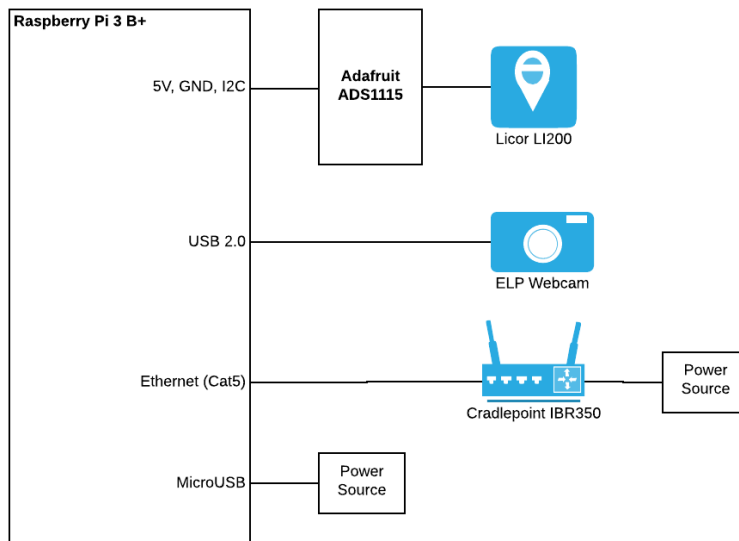 Raspberry Pi 3 B+
5V, GND, I2C
Adafruit
ADS1115
Licor LI200
USB 2.0
ELP Webcam
Ethernet (Cat5)
Cradlepoint IBR350
Power
Source
MicroUSB
Power
Source